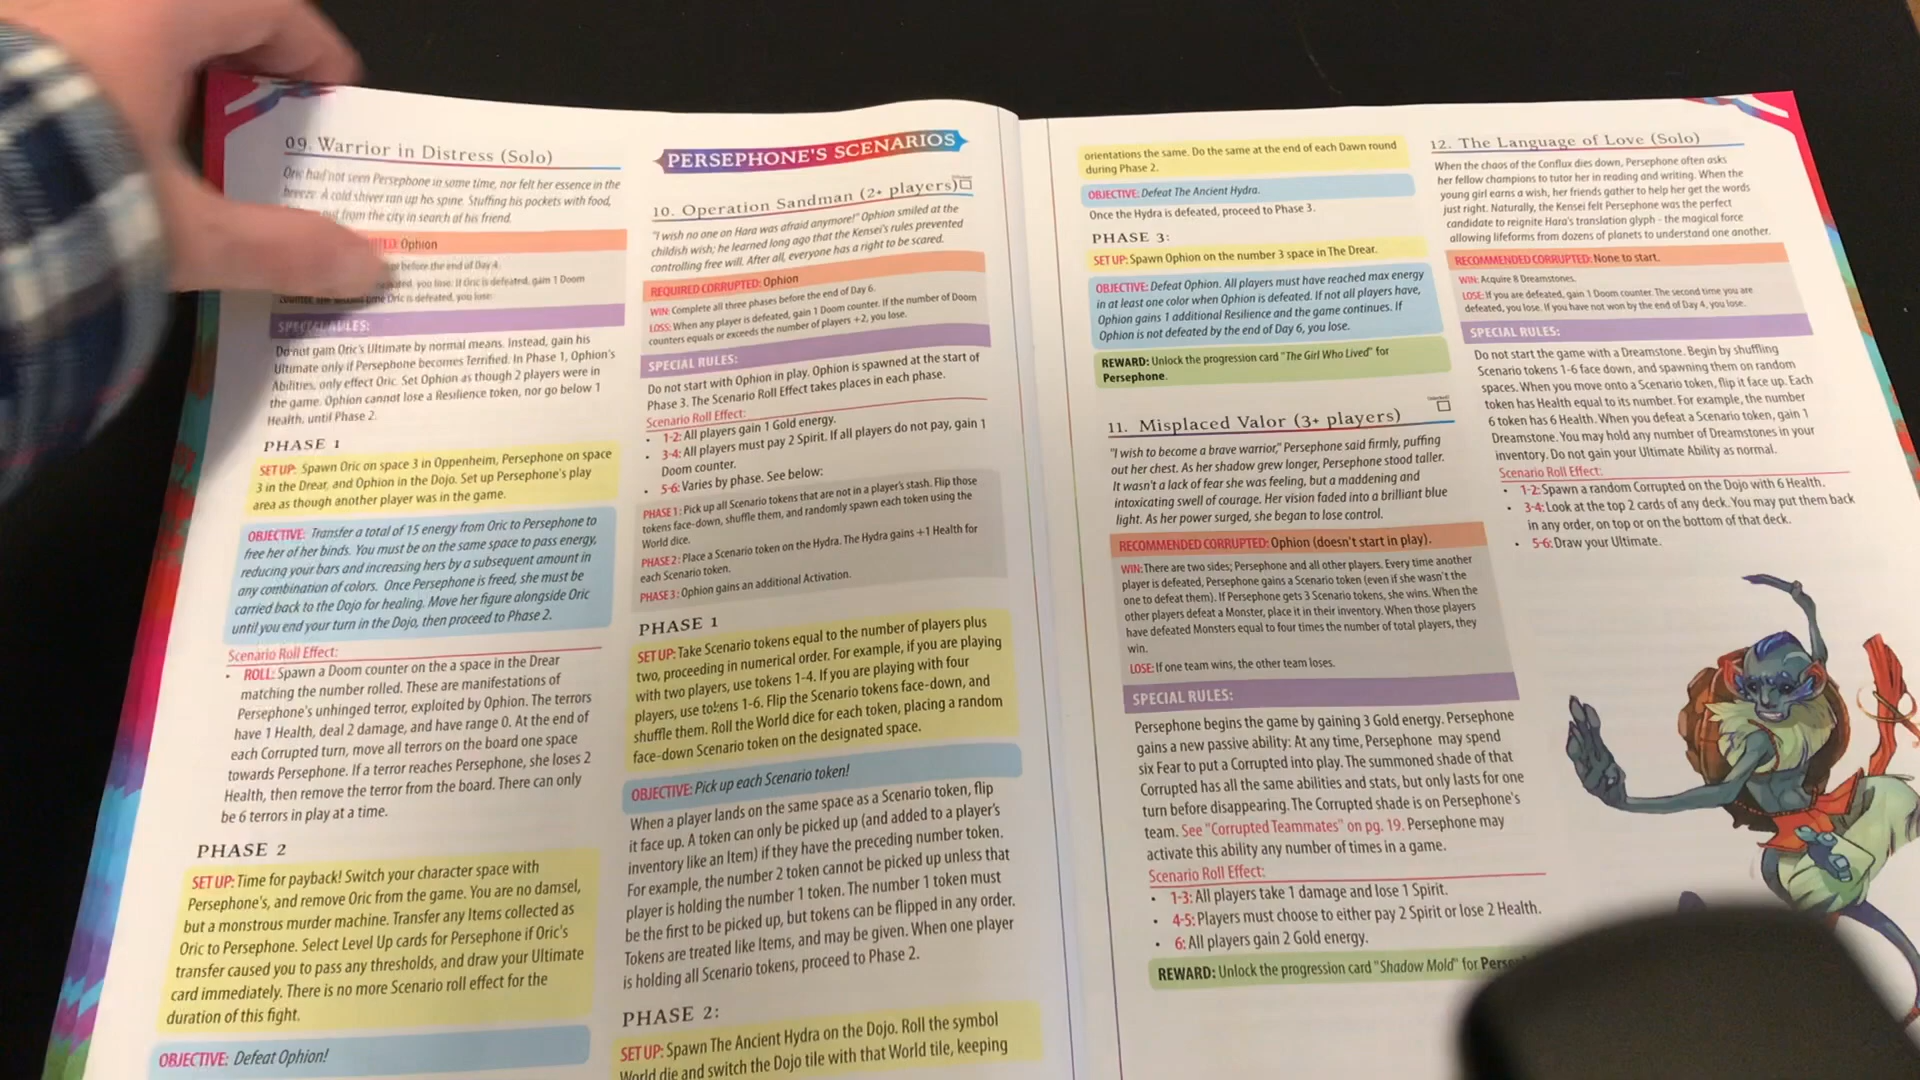 09. Warrior in Distress (Solo)
Oric had not seen Persephone in some time, nor felt her essence in the
breeze. A cold shiver ran up his spine. Stuffing his pockets with food,
out from the city in search of his friend.
Ophion
before the end of Day 4.
you lose. If Oric is defeated, gain 1 Doom
time Oric is defeated, you lose.
SPECIAL RULES:
Do not gain Oric's Ultimate by normal means. Instead, gain his
Ultimate only if Persephone becomes Terrified. In Phase 1, Ophion's
Abilities, only effect Oric. Set Ophion as though 2 players were in
the game. Ophion cannot lose a Resilience token, nor go below 1
Health, until Phase 2.
PHASE 1
SET UP: Spawn Oric on space 3 in Oppenheim, Persephone on space
3 in the Drear, and Ophion in the Dojo. Set up Persephone's play
area as though another player was in the game.
OBJECTIVE: Transfer a total of 15 energy from Oric to Persephone to
free her of her binds. You must be on the same space to pass energy,
reducing your bars and increasing hers by a subsequent amount in
any combination of colors. Once Persephone is freed, she must be
carried back to the Dojo for healing. Move her figure alongside Oric
until you end your turn in the Dojo, then proceed to Phase 2.
Scenario Roll Effect:
• ROLL: Spawn a Doom counter on the a space in the Drear
matching the number rolled. These are manifestations of
Persephone's unhinged terror, exploited by Ophion. The terrors
have 1 Health, deal 2 damage, and have range 0. At the end of
each Corrupted turn, move all terrors on the board one space
towards Persephone. If a terror reaches Persephone, she loses 2
Health, then remove the terror from the board. There can only
be 6 terrors in play at a time.
PHASE 2
SET UP: Time for payback! Switch your character space with
Persephone's, and remove Oric from the game. You are no damsel,
but a monstrous murder machine. Transfer any Items collected as
Oric to Persephone. Select Level Up cards for Persephone if Oric's
transfer caused you to pass any thresholds, and draw your Ultimate
card immediately. There is no more Scenario roll effect for the
duration of this fight.
OBJECTIVE: Defeat Ophion!
PERSEPHONE'S SCENARIOS
10. Operation Sandman (2+ players)
"I wish no one on Hara was afraid anymore!" Ophion smiled at the
childish wish; he learned long ago that the Kensei's rules prevented
controlling free will. After all, everyone has a right to be scared.
REQUIRED CORRUPTED: Ophion
WIN: Complete all three phases before the end of Day 6.
LOSS: When any player is defeated, gain 1 Doom counter. If the number of Doom
counters equals or exceeds the number of players +2, you lose.
SPECIAL RULES:
Do not start with Ophion in play. Ophion is spawned at the start of
Phase 3. The Scenario Roll Effect takes places in each phase.
Scenario Roll Effect:
• 1-2: All players gain 1 Gold energy.
• 3-4: All players must pay 2 Spirit. If all players do not pay, gain 1
Doom counter.
• 5-6: Varies by phase. See below:
PHASE 1: Pick up all Scenario tokens that are not in a player's stash. Flip those
tokens face-down, shuffle them, and randomly spawn each token using the
World dice.
PHASE 2: Place a Scenario token on the Hydra. The Hydra gains +1 Health for
each Scenario token.
PHASE 3: Ophion gains an additional Activation.
PHASE 1
SET UP: Take Scenario tokens equal to the number of players plus
two, proceeding in numerical order. For example, if you are playing
with two players, use tokens 1-4. If you are playing with four
players, use tokens 1-6. Flip the Scenario tokens face-down, and
shuffle them. Roll the World dice for each token, placing a random
face-down Scenario token on the designated space.
OBJECTIVE: Pick up each Scenario token!
When a player lands on the same space as a Scenario token, flip
it face up. A token can only be picked up (and added to a player's
inventory like an Item) if they have the preceding number token.
For example, the number 2 token cannot be picked up unless that
player is holding the number 1 token. The number 1 token must
be the first to be picked up, but tokens can be flipped in any order.
Tokens are treated like Items, and may be given. When one player
is holding all Scenario tokens, proceed to Phase 2.
PHASE 2:
SET UP: Spawn The Ancient Hydra on the Dojo. Roll the symbol
World die and switch the Dojo tile with that World tile, keeping
orientations the same. Do the same at the end of each Dawn round
during Phase 2.
OBJECTIVE: Defeat The Ancient Hydra.
Once the Hydra is defeated, proceed to Phase 3.
PHASE 3:
SET UP: Spawn Ophion on the number 3 space in The Drear.
OBJECTIVE: Defeat Ophion. All players must have reached max energy
in at least one color when Ophion is defeated. If not all players have,
Ophion gains 1 additional Resilience and the game continues. If
Ophion is not defeated by the end of Day 6, you lose.
REWARD: Unlock the progression card "The Girl Who Lived" for
Persephone.
11. Misplaced Valor (3+ players)
"I wish to become a brave warrior," Persephone said firmly, puffing
out her chest. As her shadow grew longer, Persephone stood taller.
It wasn't a lack of fear she was feeling, but a maddening and
intoxicating swell of courage. Her vision faded into a brilliant blue
light. As her power surged, she began to lose control.
RECOMMENDED CORRUPTED: Ophion (doesn't start in play).
WIN: There are two sides; Persephone and all other players. Every time another
player is defeated, Persephone gains a Scenario token (even if she wasn't the
one to defeat them). If Persephone gets 3 Scenario tokens, she wins. When the
other players defeat a Monster, place it in their inventory. When those players
have defeated Monsters equal to four times the number of total players, they
win.
LOSE: If one team wins, the other team loses.
SPECIAL RULES:
Persephone begins the game by gaining 3 Gold energy. Persephone
gains a new passive ability: At any time, Persephone may spend
six Fear to put a Corrupted into play. The summoned shade of that
Corrupted has all the same abilities and stats, but only lasts for one
turn before disappearing. The Corrupted shade is on Persephone's
team. See "Corrupted Teammates" on pg. 19. Persephone may
activate this ability any number of times in a game.
Scenario Roll Effect:
• 1-3: All players take 1 damage and lose 1 Spirit.
• 4-5: Players must choose to either pay 2 Spirit or lose 2 Health.
• 6: All players gain 2 Gold energy.
REWARD: Unlock the progression card "Shadow Mold" for
12. The Language of Love (Solo)
When the chaos of the Conflux dies down, Persephone often asks
her fellow champions to tutor her in reading and writing. When the
young girl earns a wish, her friends gather to help her get the words
just right. Naturally, the Kensei felt Persephone was the perfect
candidate to reignite Hara's translation glyph - the magical force
allowing lifeforms from dozens of planets to understand one another.
RECOMMENDED CORRUPTED: None to start.
WIN: Acquire 8 Dreamstones.
LOSE: If you are defeated, gain 1 Doom counter. The second time you are
defeated, you lose. If you have not won by the end of Day 4, you lose.
SPECIAL RULES:
Do not start the game with a Dreamstone. Begin by shuffling
Scenario tokens 1-6 face down, and spawning them on random
spaces. When you move onto a Scenario token, flip it face up. Each
token has Health equal to its number. For example, the number
6 token has 6 Health. When you defeat a Scenario token, gain 1
Dreamstone. You may hold any number of Dreamstones in your
inventory. Do not gain your Ultimate Ability as normal.
Scenario Roll Effect:
• 1-2: Spawn a random Corrupted on the Dojo with 6 Health.
• 3-4: Look at the top 2 cards of any deck. You may put them back
in any order, on top or on the bottom of that deck.
• 5-6: Draw your Ultimate.